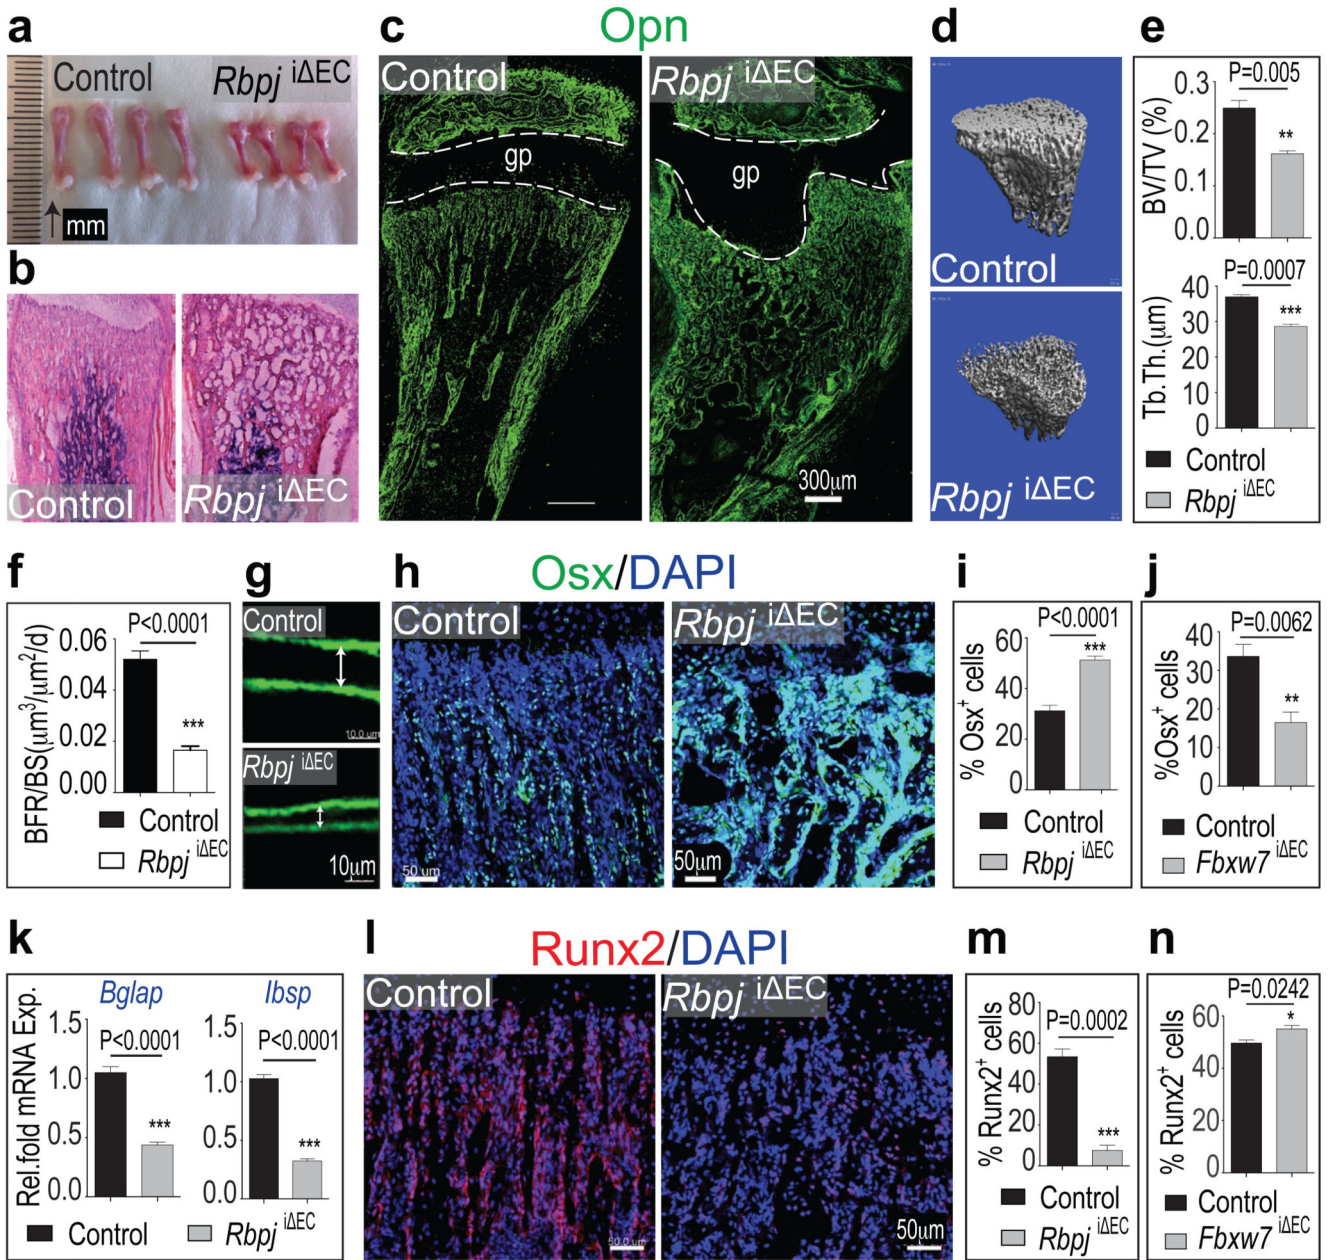 a
Control
Rbpj iΔEC
mm
b
Control
Rbpj iΔEC
c
Opn
Control
Rbpj iΔEC
gp
gp
300μm
d
Control
Rbpj iΔEC
e
P=0.005
BV/TV (%)
0.3
0.2
0.1
0.0
**
P=0.0007
Tb.Th.(μm)
40
30
20
10
0
***
Control
Rbpj iΔEC
f
P<0.0001
BFR/BS(μm³/μm²/d)
0.06
0.04
0.02
0.00
***
Control
Rbpj iΔEC
g
Control
10.0 um
Rbpj iΔEC
10μm
h
Osx/DAPI
Control
50 um
Rbpj iΔEC
50μm
i
P<0.0001
% Osx⁺ cells
60
40
20
0
***
Control
Rbpj iΔEC
j
P=0.0062
%Osx⁺ cells
40
30
20
10
0
**
Control
Fbxw7 iΔEC
k
Rel.fold mRNA Exp.
Bglap
P<0.0001
1.5
1.0
0.5
0.0
***
Ibsp
P<0.0001
1.5
1.0
0.5
0.0
***
Control
Rbpj iΔEC
l
Runx2/DAPI
Control
50.0 um
Rbpj iΔEC
50μm
m
P=0.0002
% Runx2⁺ cells
80
60
40
20
0
***
Control
Rbpj iΔEC
n
P=0.0242
% Runx2⁺ cells
60
40
20
0
*
Control
Fbxw7 iΔEC